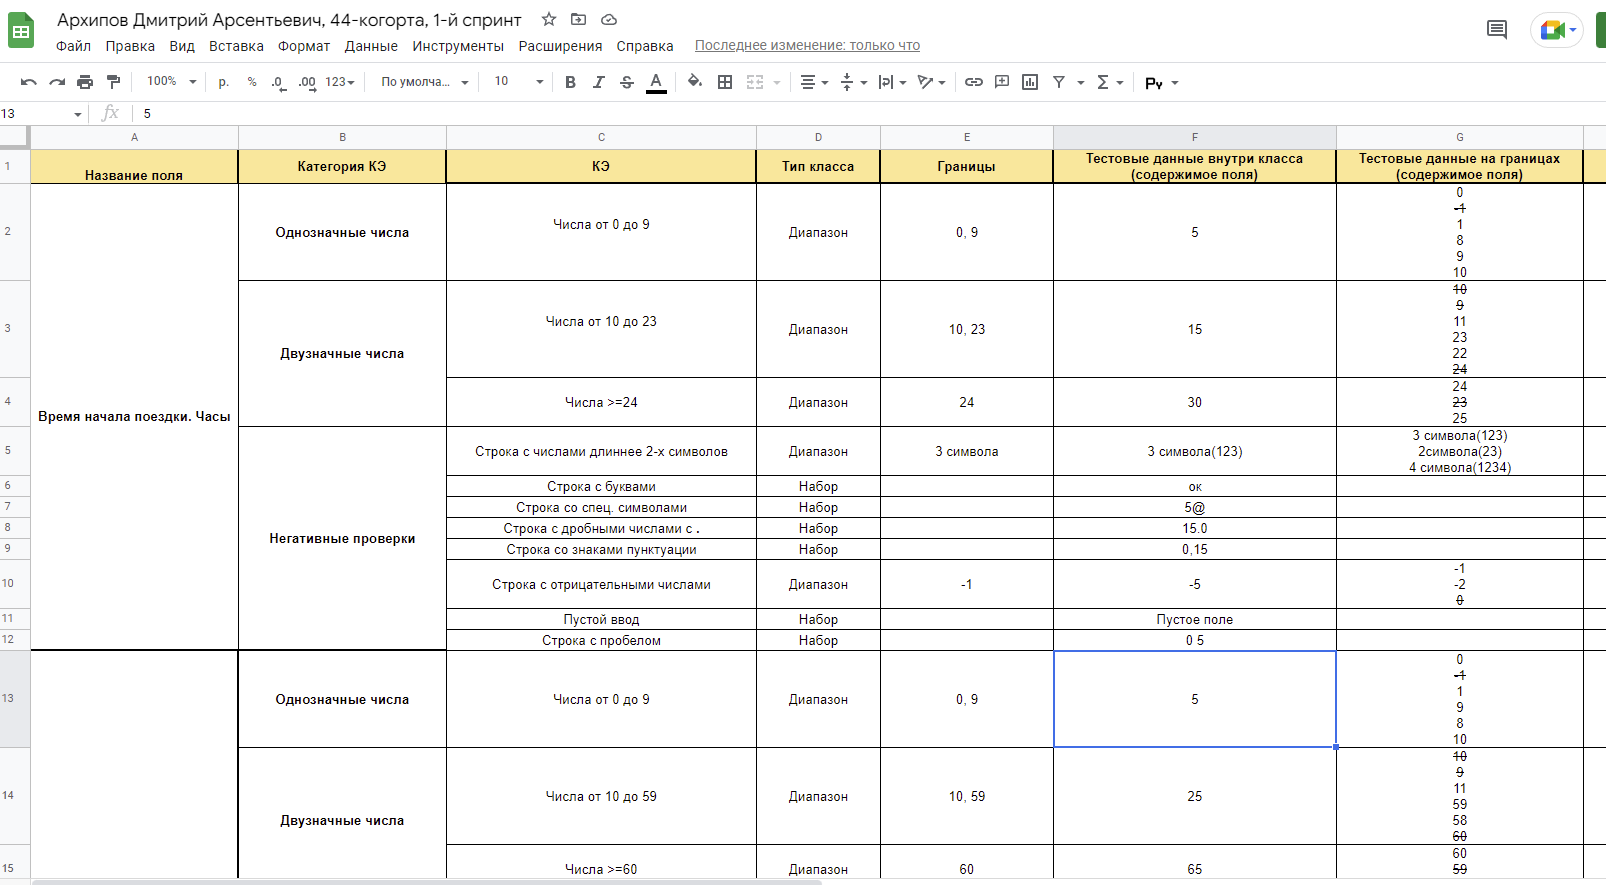 Архипов Дмитрий Арсентьевич, 44-когорта, 1-й спринт
Файл Правка Вид Вставка Формат Данные Инструменты Расширения Справка Последнее изменение: только что
100% р. % .0 .00 123 По умолча... 10 B I S A Σ Ру
13 fx 5
A B C D E F G
1 Название поля Категория КЭ КЭ Тип класса Границы Тестовые данные внутри класса (содержимое поля) Тестовые данные на границах (содержимое поля)
2 Однозначные числа Числа от 0 до 9 Диапазон 0, 9 5
0
-1
1
8
9
10
3 Двузначные числа Числа от 10 до 23 Диапазон 10, 23 15
10
9
11
23
22
24
4 Числа >=24 Диапазон 24 30
24
23
25
Время начала поездки. Часы
5 Строка с числами длиннее 2-х символов Диапазон 3 символа 3 символа(123)
3 символа(123)
2символа(23)
4 символа(1234)
6 Строка с буквами Набор ок
7 Строка со спец. символами Набор 5@
8 Строка с дробными числами с . Набор 15.0
Негативные проверки
9 Строка со знаками пунктуации Набор 0,15
10 Строка с отрицательными числами Диапазон -1 -5
-1
-2
0
11 Пустой ввод Набор Пустое поле
12 Строка с пробелом Набор 0 5
13 Однозначные числа Числа от 0 до 9 Диапазон 0, 9 5
0
-1
1
9
8
10
14 Двузначные числа Числа от 10 до 59 Диапазон 10, 59 25
10
9
11
59
58
60
15 Числа >=60 Диапазон 60 65
60
59